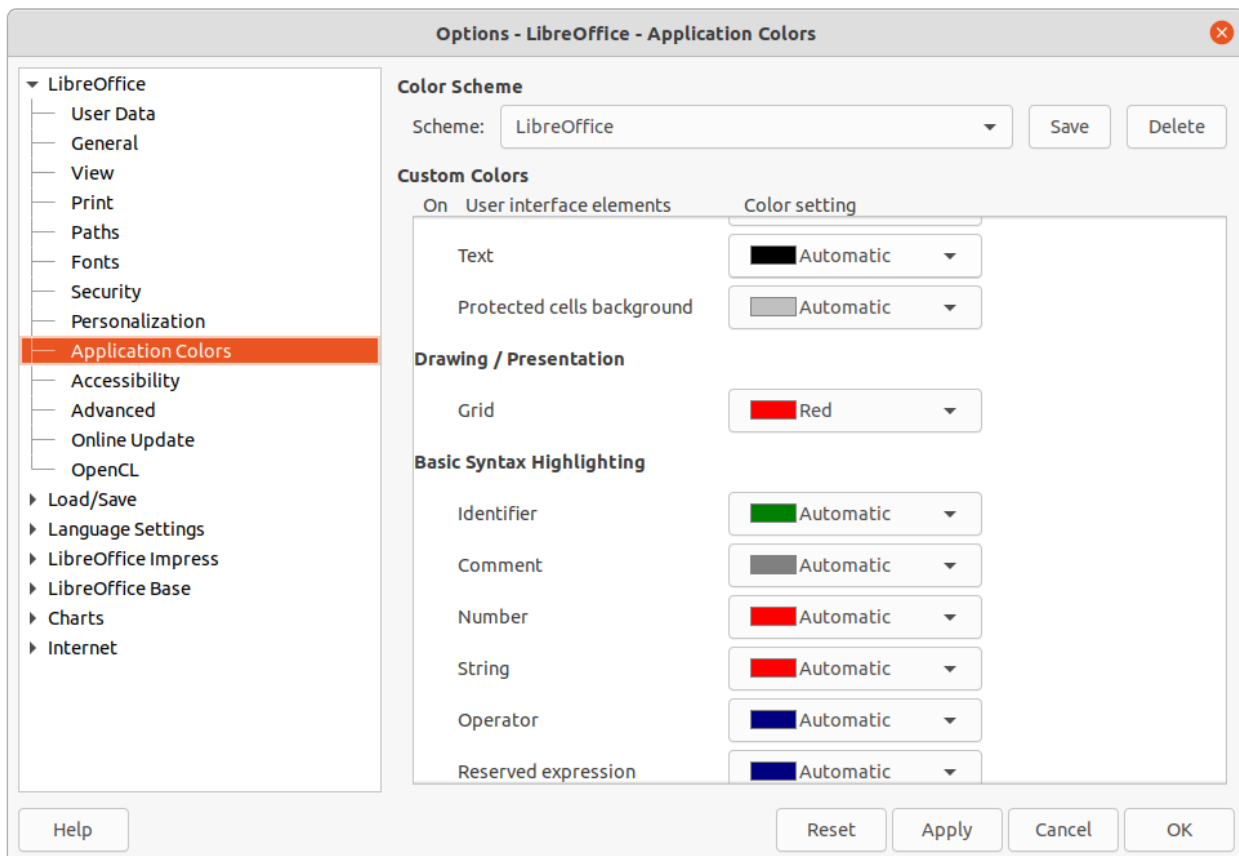 Options - LibreOffice - Application Colors
LibreOffice
User Data
General
View
Print
Paths
Fonts
Security
Personalization
Application Colors
Accessibility
Advanced
Online Update
OpenCL
Load/Save
Language Settings
LibreOffice Impress
LibreOffice Base
Charts
Internet
Color Scheme
Scheme: LibreOffice Save Delete
Custom Colors
On User interface elements Color setting
Text Automatic
Protected cells background Automatic
Drawing / Presentation
Grid Red
Basic Syntax Highlighting
Identifier Automatic
Comment Automatic
Number Automatic
String Automatic
Operator Automatic
Reserved expression Automatic
Help Reset Apply Cancel OK